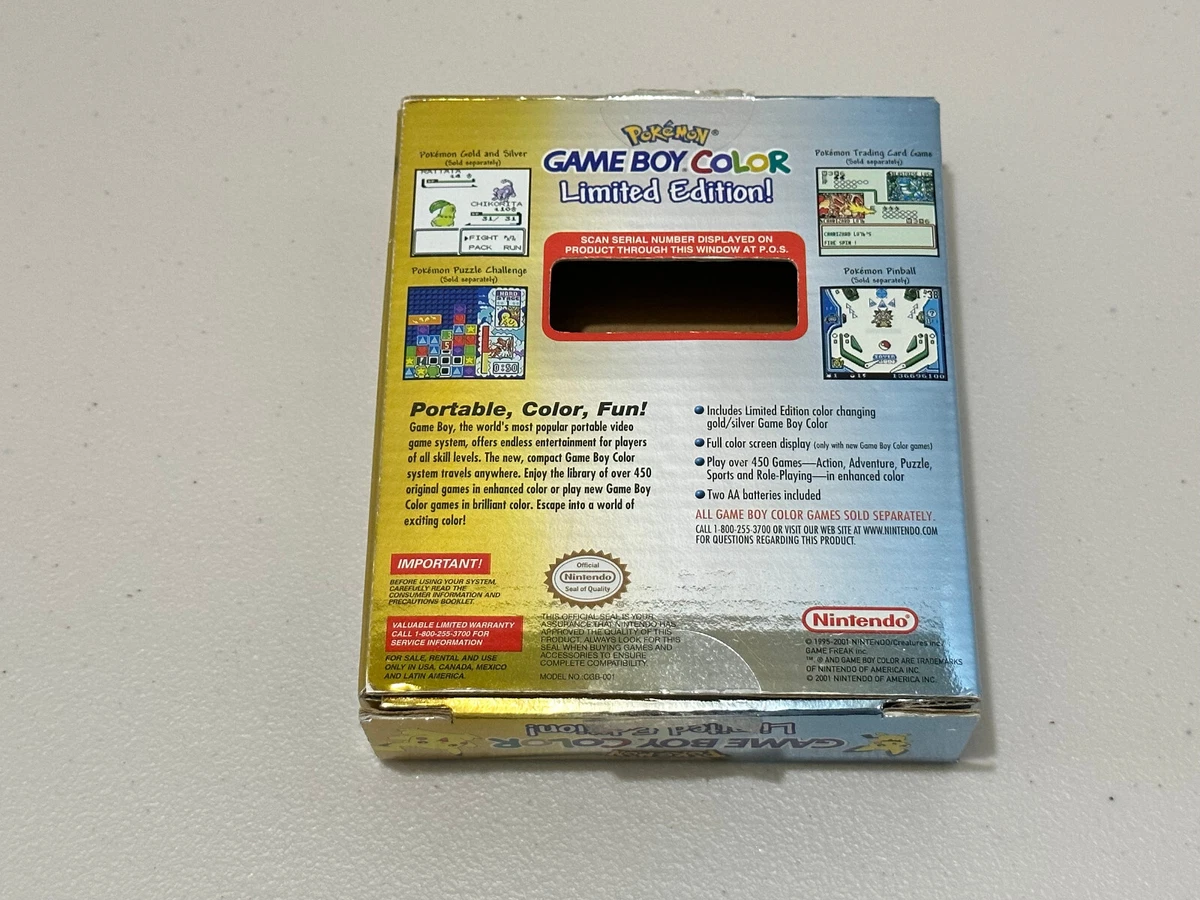 POKéMON®
GAME BOY COLOR
Limited Edition!
Pokémon Gold and Silver
(Sold separately)
RATTATA
CHIKORITA
31/ 31
▶FIGHT
PACK RUN
Pokémon Puzzle Challenge
(Sold separately)
HARD
STAGE
0:50
SCAN SERIAL NUMBER DISPLAYED ON
PRODUCT THROUGH THIS WINDOW AT P.O.S.
Pokémon Trading Card Game
(Sold separately)
FIRE SPIN !
Pokémon Pinball
(Sold separately)
Portable, Color, Fun!
Game Boy, the world's most popular portable video
game system, offers endless entertainment for players
of all skill levels. The new, compact Game Boy Color
system travels anywhere. Enjoy the library of over 450
original games in enhanced color or play new Game Boy
Color games in brilliant color. Escape into a world of
exciting color!
Includes Limited Edition color changing
gold/silver Game Boy Color
Full color screen display (only with new Game Boy Color games)
Play over 450 Games—Action, Adventure, Puzzle,
Sports and Role-Playing—in enhanced color
Two AA batteries included
ALL GAME BOY COLOR GAMES SOLD SEPARATELY.
CALL 1-800-255-3700 OR VISIT OUR WEB SITE AT WWW.NINTENDO.COM
FOR QUESTIONS REGARDING THIS PRODUCT.
IMPORTANT!
BEFORE USING YOUR SYSTEM,
CAREFULLY READ THE
CONSUMER INFORMATION AND
PRECAUTIONS BOOKLET.
VALUABLE LIMITED WARRANTY
CALL 1-800-255-3700 FOR
SERVICE INFORMATION
FOR SALE, RENTAL AND USE
ONLY IN USA, CANADA, MEXICO
AND LATIN AMERICA.
Official
Nintendo
Seal of Quality
THIS OFFICIAL SEAL IS YOUR
ASSURANCE THAT NINTENDO HAS
APPROVED THE QUALITY OF THIS
PRODUCT. ALWAYS LOOK FOR THIS
SEAL WHEN BUYING GAMES AND
ACCESSORIES TO ENSURE
COMPLETE COMPATIBILITY.
MODEL NO. CGB-001
Nintendo®
© 1995-2001 NINTENDO/Creatures inc./
GAME FREAK inc.
™, ® AND GAME BOY COLOR ARE TRADEMARKS
OF NINTENDO OF AMERICA INC.
© 2001 NINTENDO OF AMERICA INC.
GAME BOY COLOR
Limited Edition!